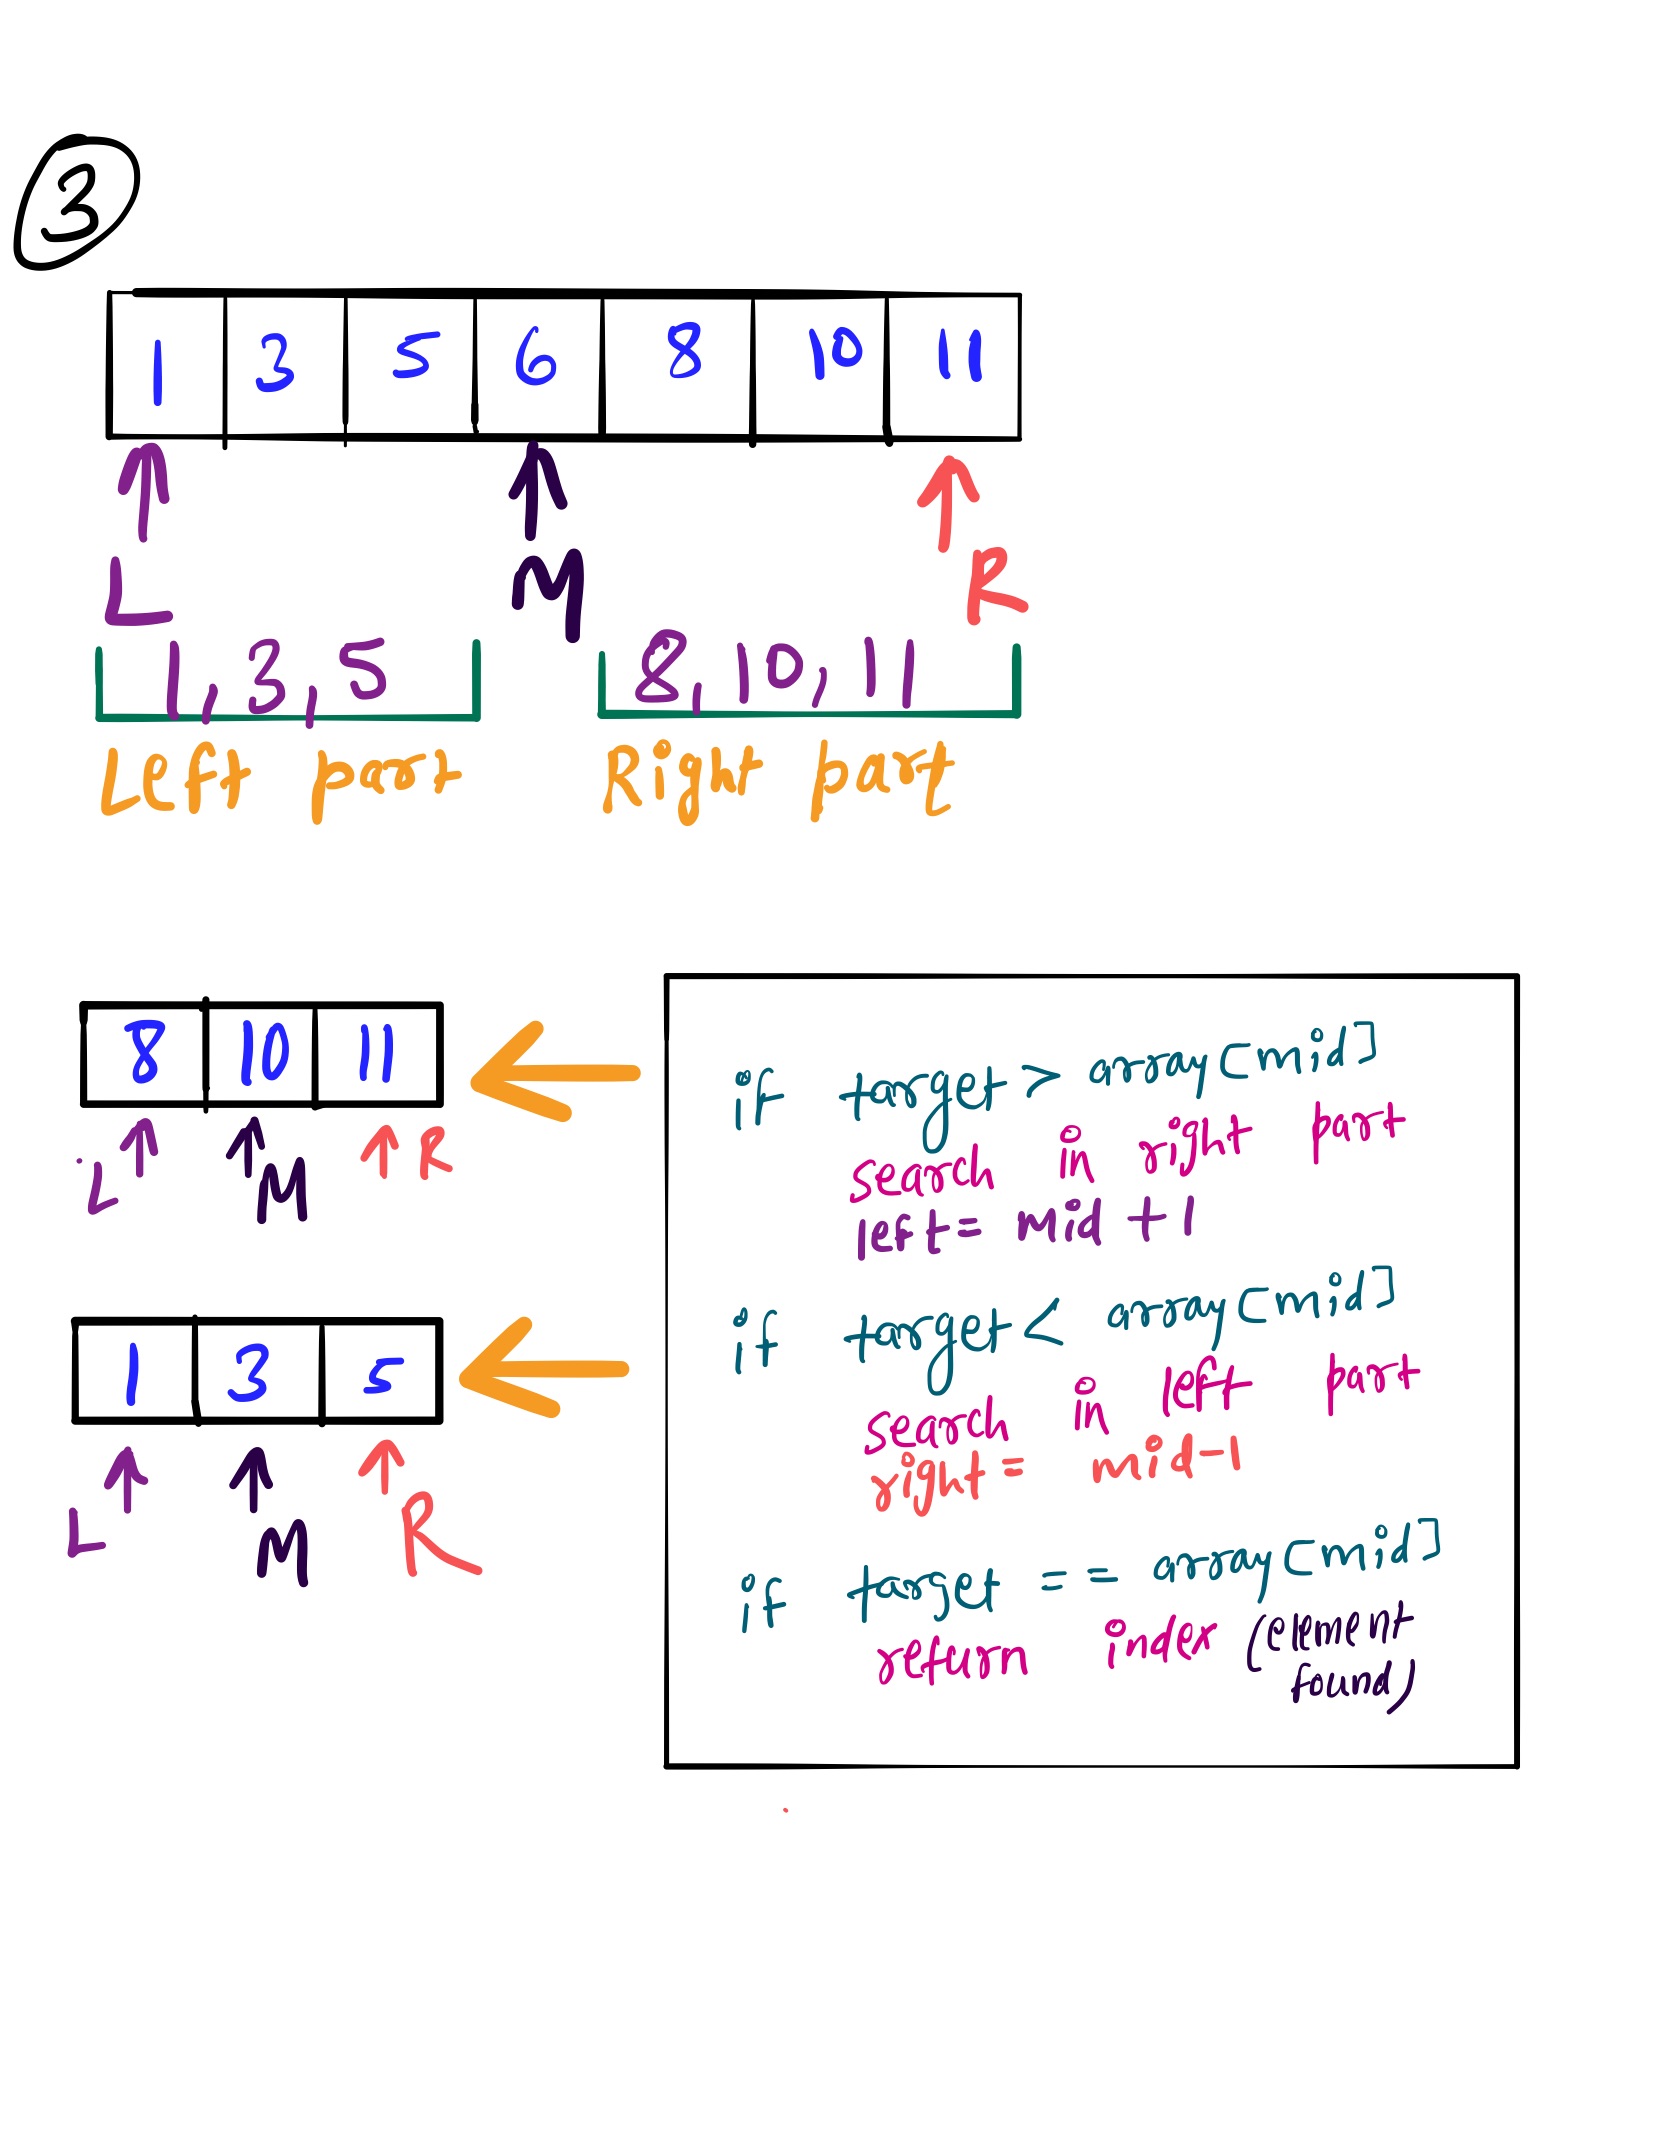 3
1 3 5 6 8 10 11
L M R
1, 3, 5 8, 10, 11
Left part Right part
8 10 11
L M R
1 3 5
L M R
if target > array[mid]
search in right part
left = mid + 1
if target < array[mid]
search in left part
right = mid-1
if target == array[mid]
return index (element
found)